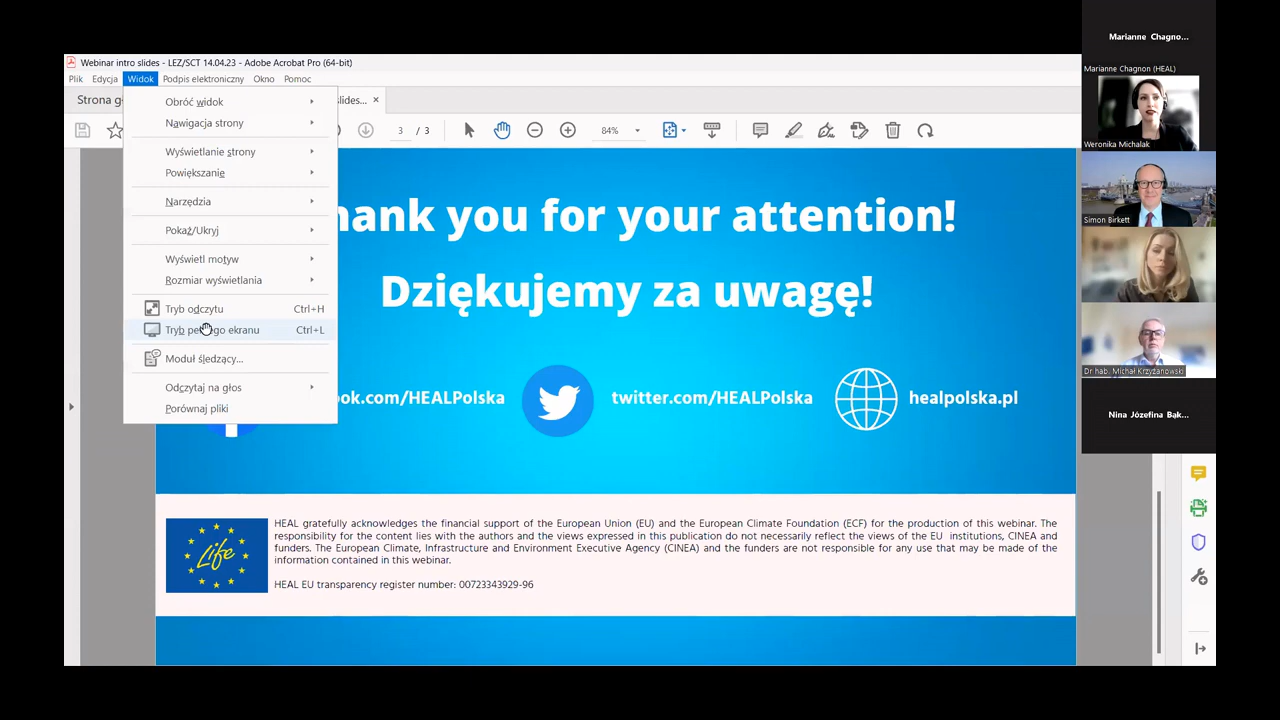 Webinar intro slides - LEZ/SCT 14.04.23 - Adobe Acrobat Pro (64-bit)
Plik Edycja Widok Podpis elektroniczny Okno Pomoc
Strona g
slides... ×
3 / 3
84%
Obróć widok
Nawigacja strony
Wyświetlanie strony
Powiększanie
Narzędzia
Pokaż/Ukryj
Wyświetl motyw
Rozmiar wyświetlania
Tryb odczytu Ctrl+H
Tryb pełnego ekranu Ctrl+L
Moduł śledzący...
Odczytaj na głos
Porównaj pliki
hank you for your attention!
Dziękujemy za uwagę!
ok.com/HEALPolska
twitter.com/HEALPolska
healpolska.pl
Life
HEAL gratefully acknowledges the financial support of the European Union (EU) and the European Climate Foundation (ECF) for the production of this webinar. The
responsibility for the content lies with the authors and the views expressed in this publication do not necessarily reflect the views of the EU institutions, CINEA and
funders. The European Climate, Infrastructure and Environment Executive Agency (CINEA) and the funders are not responsible for any use that may be made of the
information contained in this webinar.
HEAL EU transparency register number: 00723343929-96
Marianne Chagno...
Marianne Chagnon (HEAL)
Weronika Michalak
Simon Birkett
Dr hab. Michał Krzyżanowski
Nina Józefina Bąk...